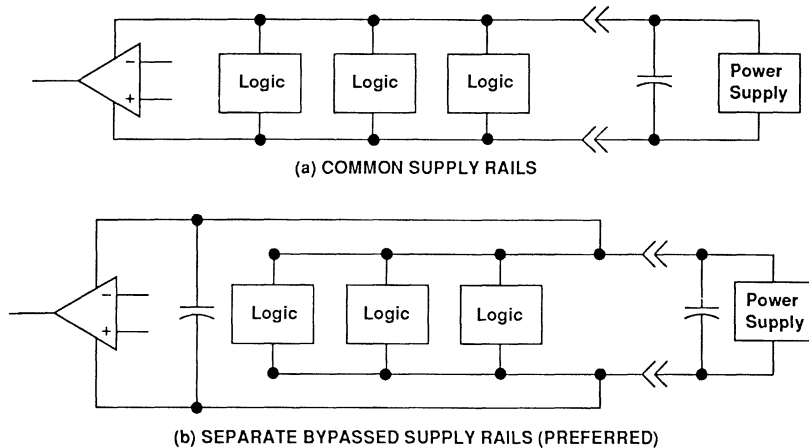 −
+
Logic
Logic
Logic
Power
Supply
(a) COMMON SUPPLY RAILS
−
+
Logic
Logic
Logic
Power
Supply
(b) SEPARATE BYPASSED SUPPLY RAILS (PREFERRED)